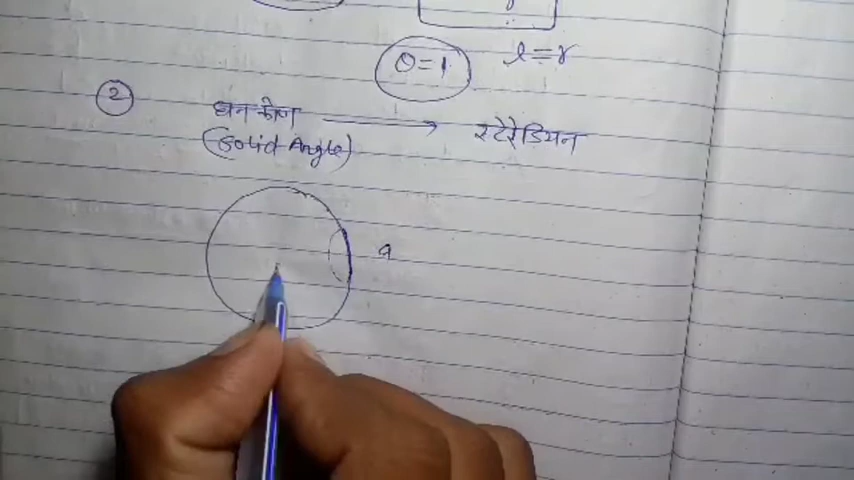 θ=1 l=r
② घन कोण → स्टेरेडियन
(Solid Angle)
a